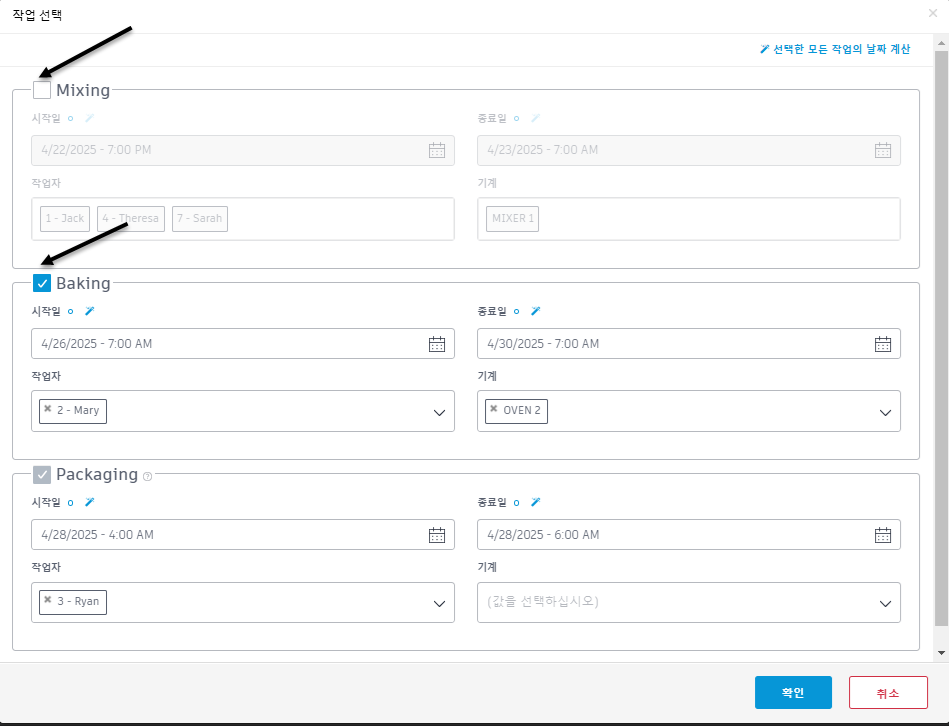 작업 선택
선택한 모든 작업의 날짜 계산
Mixing
시작일 종료일
4/22/2025 - 7:00 PM 4/23/2025 - 7:00 AM
작업자 기계
1 - Jack 4 - Theresa 7 - Sarah MIXER 1
Baking
시작일 종료일
4/26/2025 - 7:00 AM 4/30/2025 - 7:00 AM
작업자 기계
2 - Mary OVEN 2
Packaging
시작일 종료일
4/28/2025 - 4:00 AM 4/28/2025 - 6:00 AM
작업자 기계
3 - Ryan (값을 선택하십시오)
확인 취소